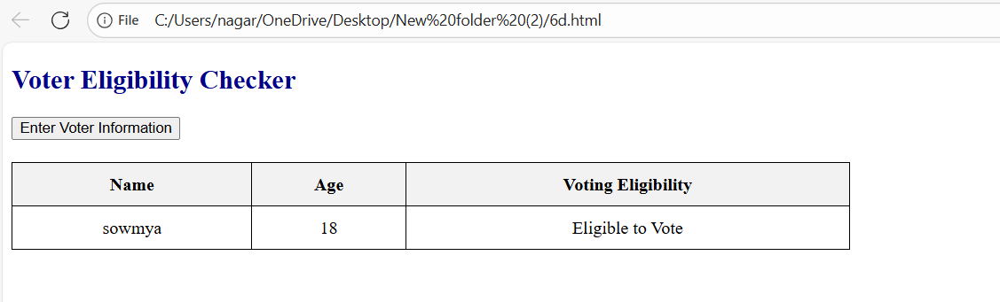 File C:/Users/nagar/OneDrive/Desktop/New%20folder%20(2)/6d.html
Voter Eligibility Checker
Enter Voter Information
Name Age Voting Eligibility
sowmya 18 Eligible to Vote